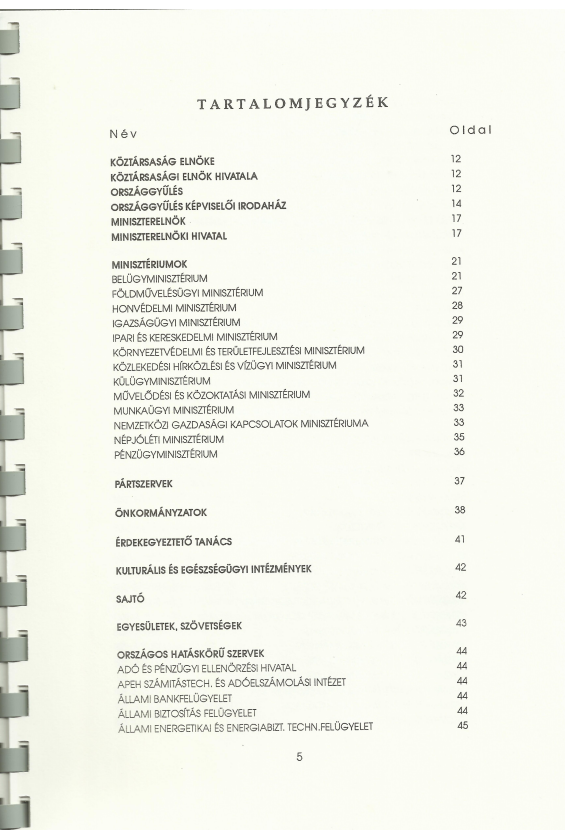 TARTALOMJEGYZÉK
Név Oldal
KÖZTÁRSASÁG ELNÖKE 12
KÖZTÁRSASÁGI ELNÖK HIVATALA 12
ORSZÁGGYŰLÉS 12
ORSZÁGGYŰLÉS KÉPVISELŐI IRODAHÁZ 14
MINISZTERELNÖK 17
MINISZTERELNÖKI HIVATAL 17
MINISZTÉRIUMOK 21
BELÜGYMINISZTÉRIUM 21
FÖLDMŰVELÉSÜGYI MINISZTÉRIUM 27
HONVÉDELMI MINISZTÉRIUM 28
IGAZSÁGÜGYI MINISZTÉRIUM 29
IPARI ÉS KERESKEDELMI MINISZTÉRIUM 29
KÖRNYEZETVÉDELMI ÉS TERÜLETFEJLESZTÉSI MINISZTÉRIUM 30
KÖZLEKEDÉSI HÍRKÖZLÉSI ÉS VÍZÜGYI MINISZTÉRIUM 31
KÜLÜGYMINISZTÉRIUM 31
MŰVELŐDÉSI ÉS KÖZOKTATÁSI MINISZTÉRIUM 32
MUNKAÜGYI MINISZTÉRIUM 33
NEMZETKÖZI GAZDASÁGI KAPCSOLATOK MINISZTÉRIUMA 33
NÉPJÓLÉTI MINISZTÉRIUM 35
PÉNZÜGYMINISZTÉRIUM 36
PÁRTSZERVEK 37
ÖNKORMÁNYZATOK 38
ÉRDEKEGYEZTETŐ TANÁCS 41
KULTURÁLIS ÉS EGÉSZSÉGÜGYI INTÉZMÉNYEK 42
SAJTÓ 42
EGYESÜLETEK, SZÖVETSÉGEK 43
ORSZÁGOS HATÁSKÖRŰ SZERVEK 44
ADÓ ÉS PÉNZÜGYI ELLENŐRZÉSI HIVATAL 44
APEH SZÁMITÁSTECH. ÉS ADÓELSZÁMOLÁSI INTÉZET 44
ÁLLAMI BANKFELÜGYELET 44
ÁLLAMI BIZTOSÍTÁS FELÜGYELET 44
ÁLLAMI ENERGETIKAI ÉS ENERGIABIZT. TECHN.FELÜGYELET 45
5